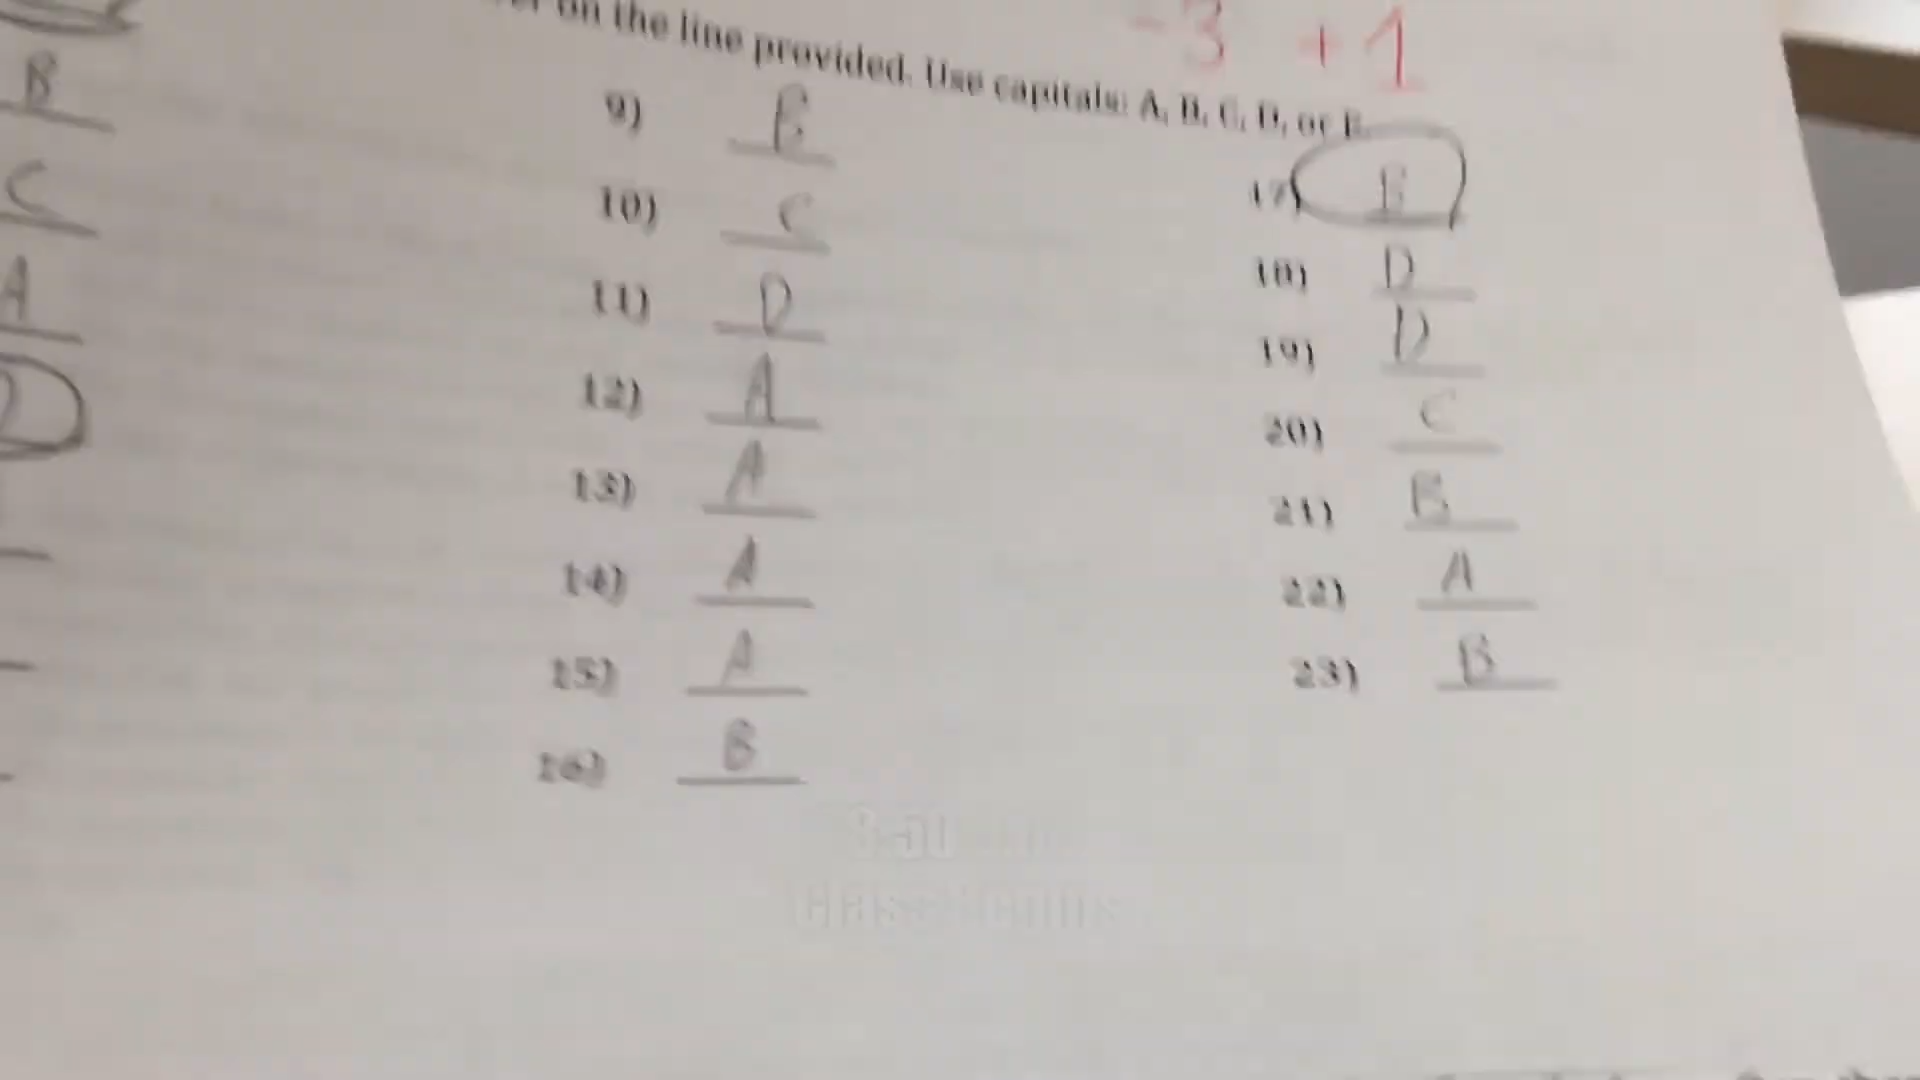 -3 +1
on the line provided. Use capitals: A, B, C, D, or E.
B
C
A
9) B
10) C
11) D
12) A
13) A
14) A
15) A
16) B
17) B
18) D
19) D
20) C
21) B
22) A
23) B